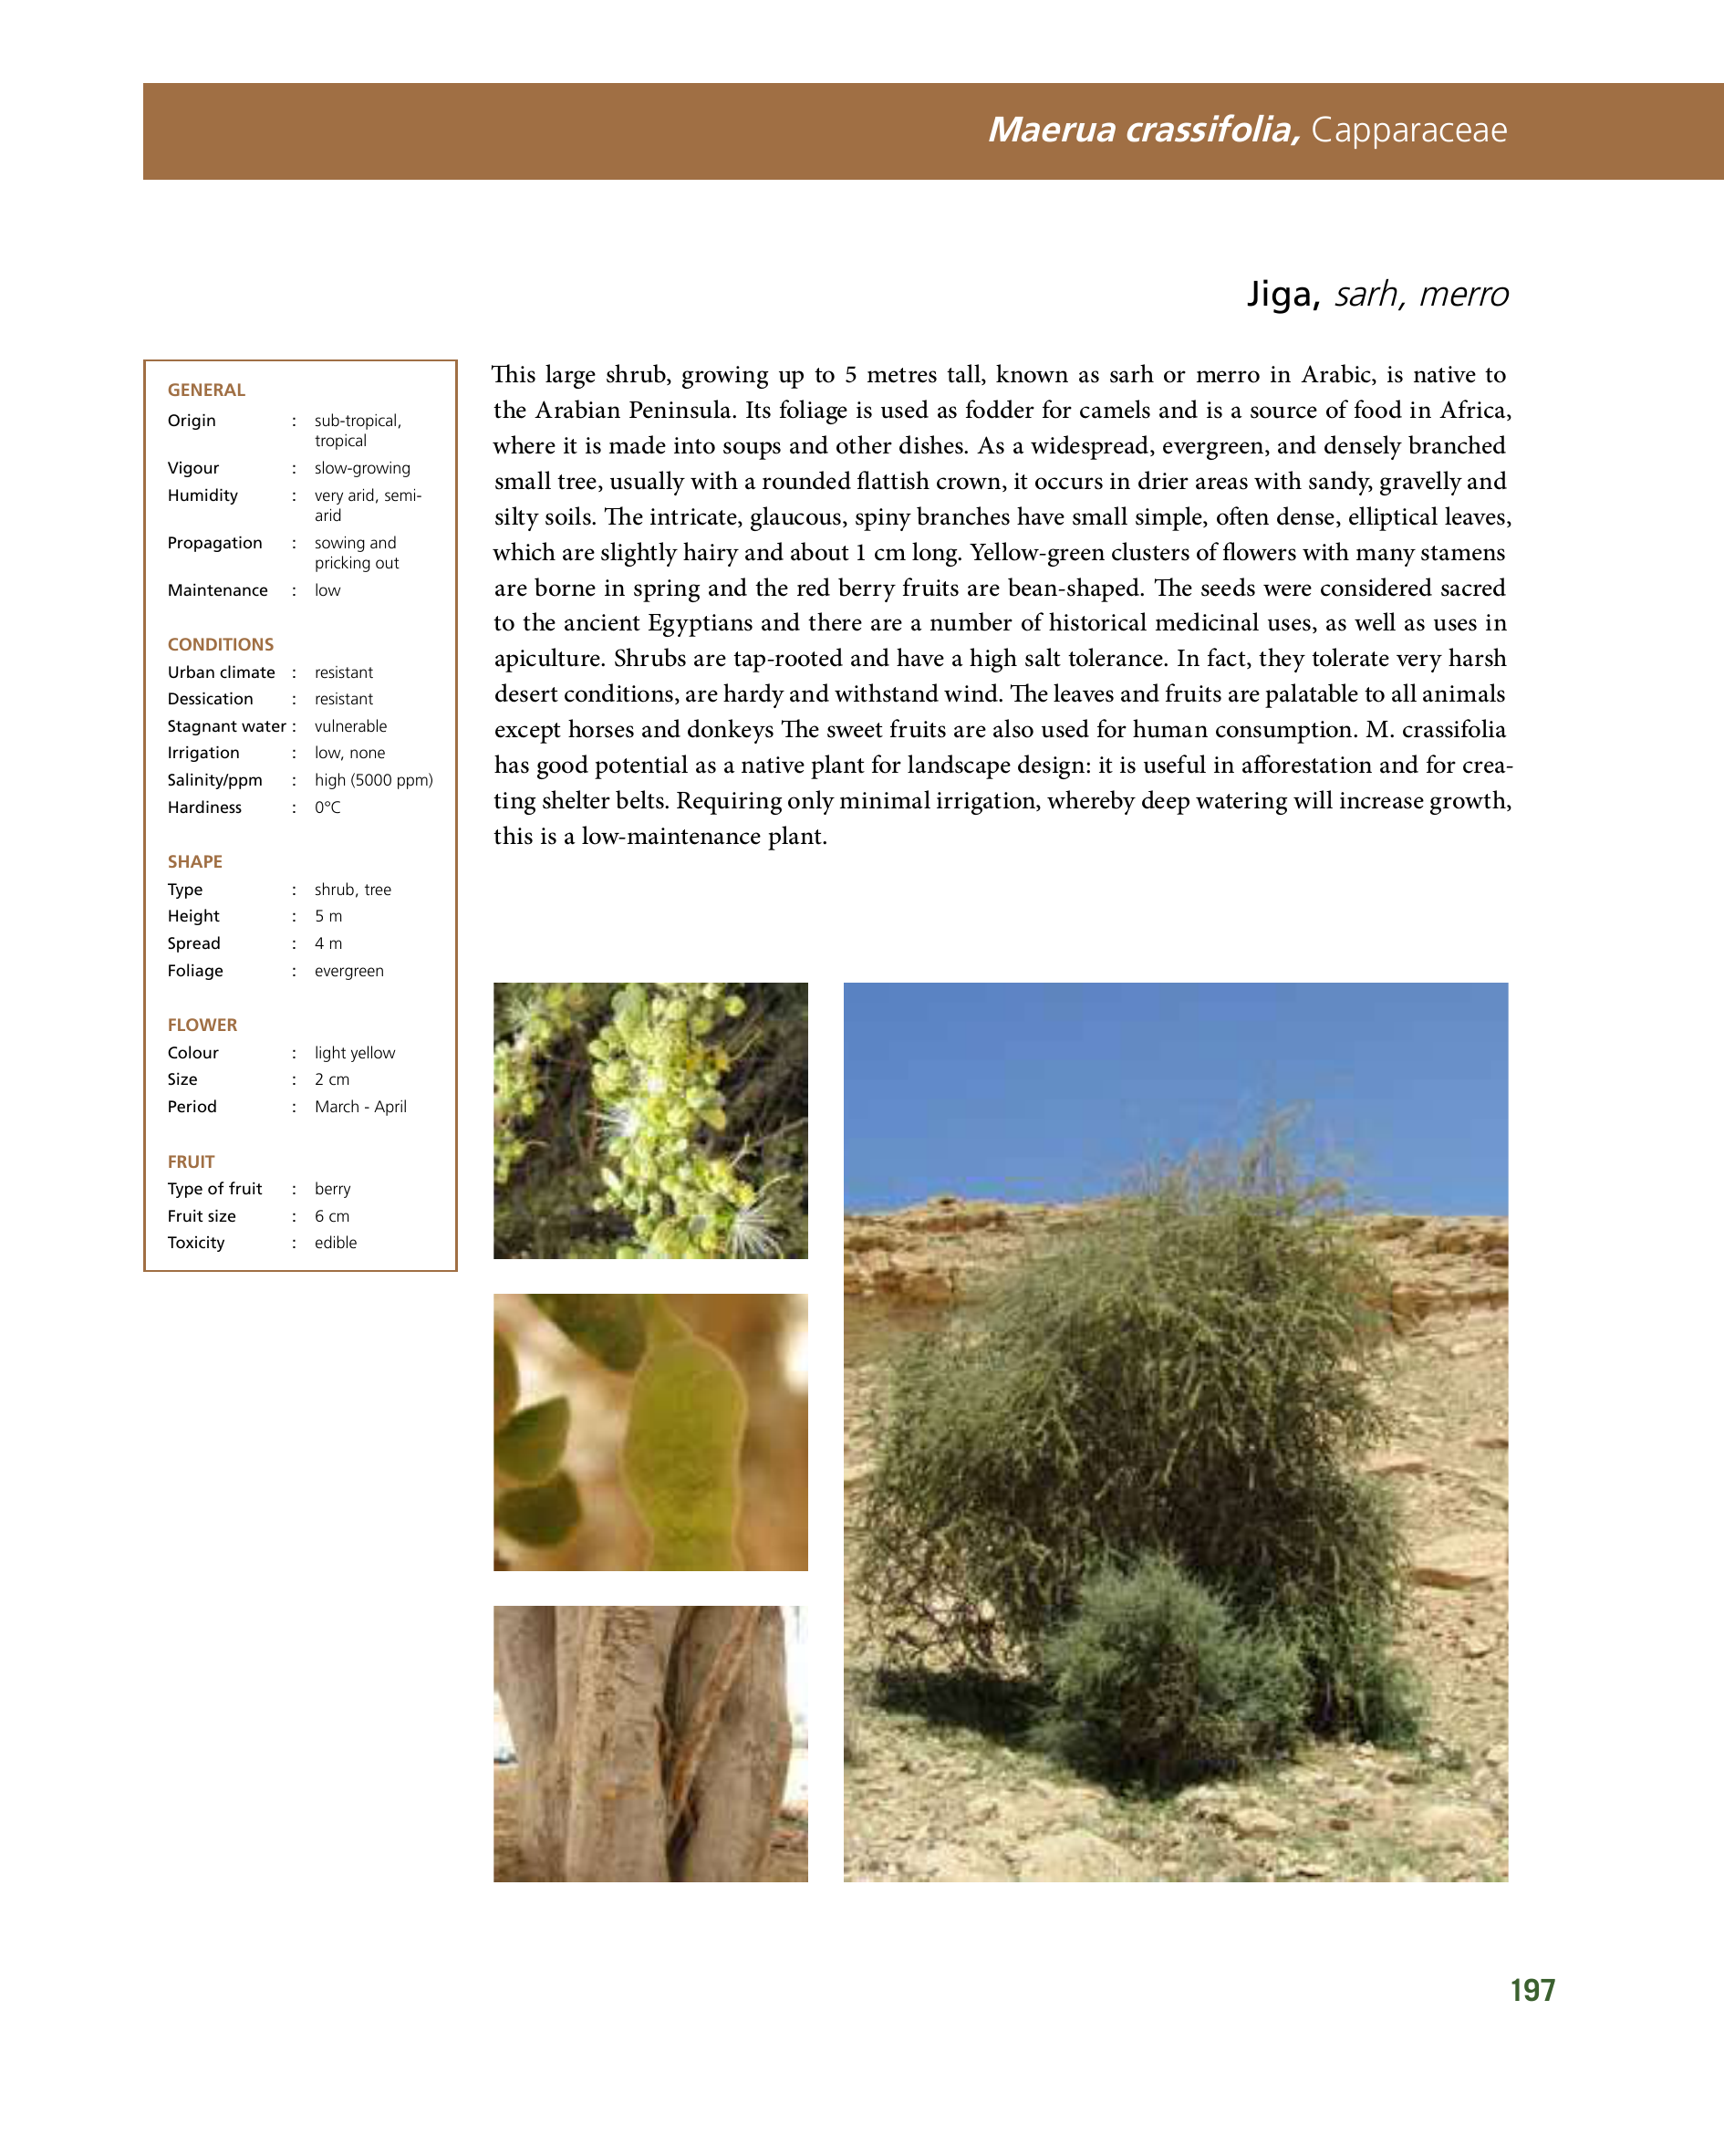 Maerua crassifolia, Capparaceae
Jiga, sarh, merro
GENERAL
Origin : sub-tropical,
tropical
Vigour : slow-growing
Humidity : very arid, semi-
arid
Propagation : sowing and
pricking out
Maintenance : low
CONDITIONS
Urban climate : resistant
Dessication : resistant
Stagnant water : vulnerable
Irrigation : low, none
Salinity/ppm : high (5000 ppm)
Hardiness : 0°C
SHAPE
Type : shrub, tree
Height : 5 m
Spread : 4 m
Foliage : evergreen
FLOWER
Colour : light yellow
Size : 2 cm
Period : March - April
FRUIT
Type of fruit : berry
Fruit size : 6 cm
Toxicity : edible
This large shrub, growing up to 5 metres tall, known as sarh or merro in Arabic, is native to
the Arabian Peninsula. Its foliage is used as fodder for camels and is a source of food in Africa,
where it is made into soups and other dishes. As a widespread, evergreen, and densely branched
small tree, usually with a rounded flattish crown, it occurs in drier areas with sandy, gravelly and
silty soils. The intricate, glaucous, spiny branches have small simple, often dense, elliptical leaves,
which are slightly hairy and about 1 cm long. Yellow-green clusters of flowers with many stamens
are borne in spring and the red berry fruits are bean-shaped. The seeds were considered sacred
to the ancient Egyptians and there are a number of historical medicinal uses, as well as uses in
apiculture. Shrubs are tap-rooted and have a high salt tolerance. In fact, they tolerate very harsh
desert conditions, are hardy and withstand wind. The leaves and fruits are palatable to all animals
except horses and donkeys The sweet fruits are also used for human consumption. M. crassifolia
has good potential as a native plant for landscape design: it is useful in afforestation and for crea-
ting shelter belts. Requiring only minimal irrigation, whereby deep watering will increase growth,
this is a low-maintenance plant.
197